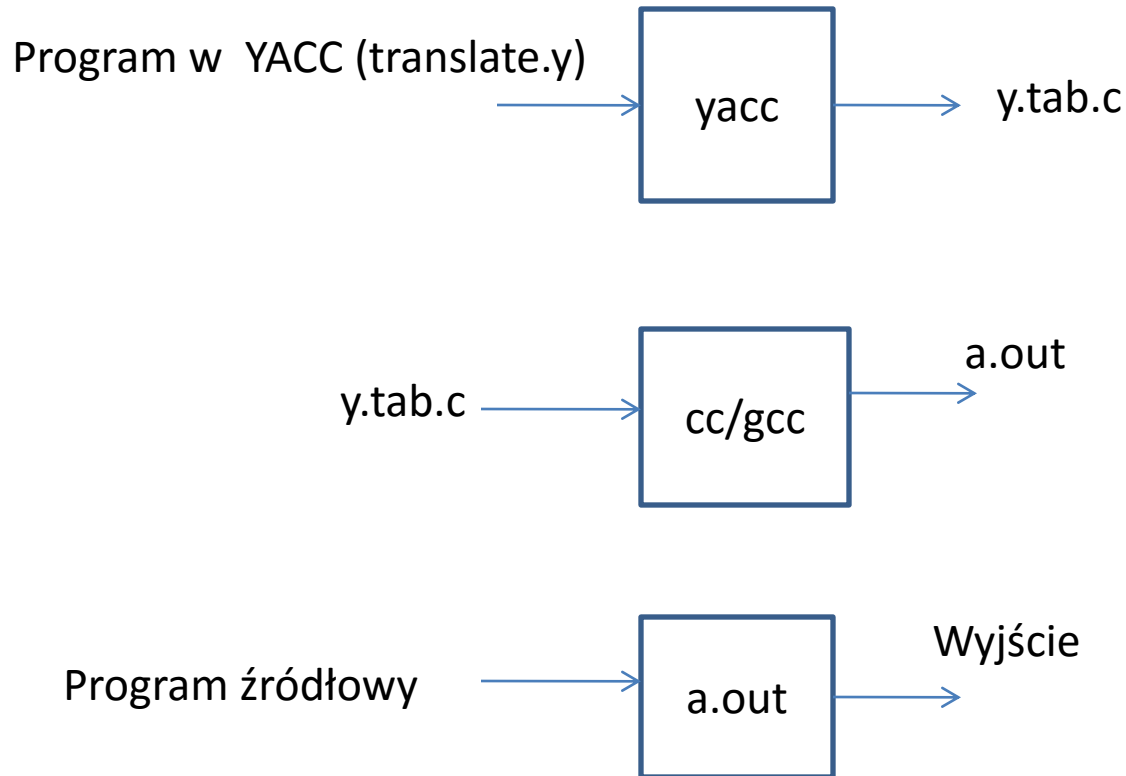 Program w YACC (translate.y)
yacc
y.tab.c
y.tab.c
cc/gcc
a.out
Program źródłowy
a.out
Wyjście